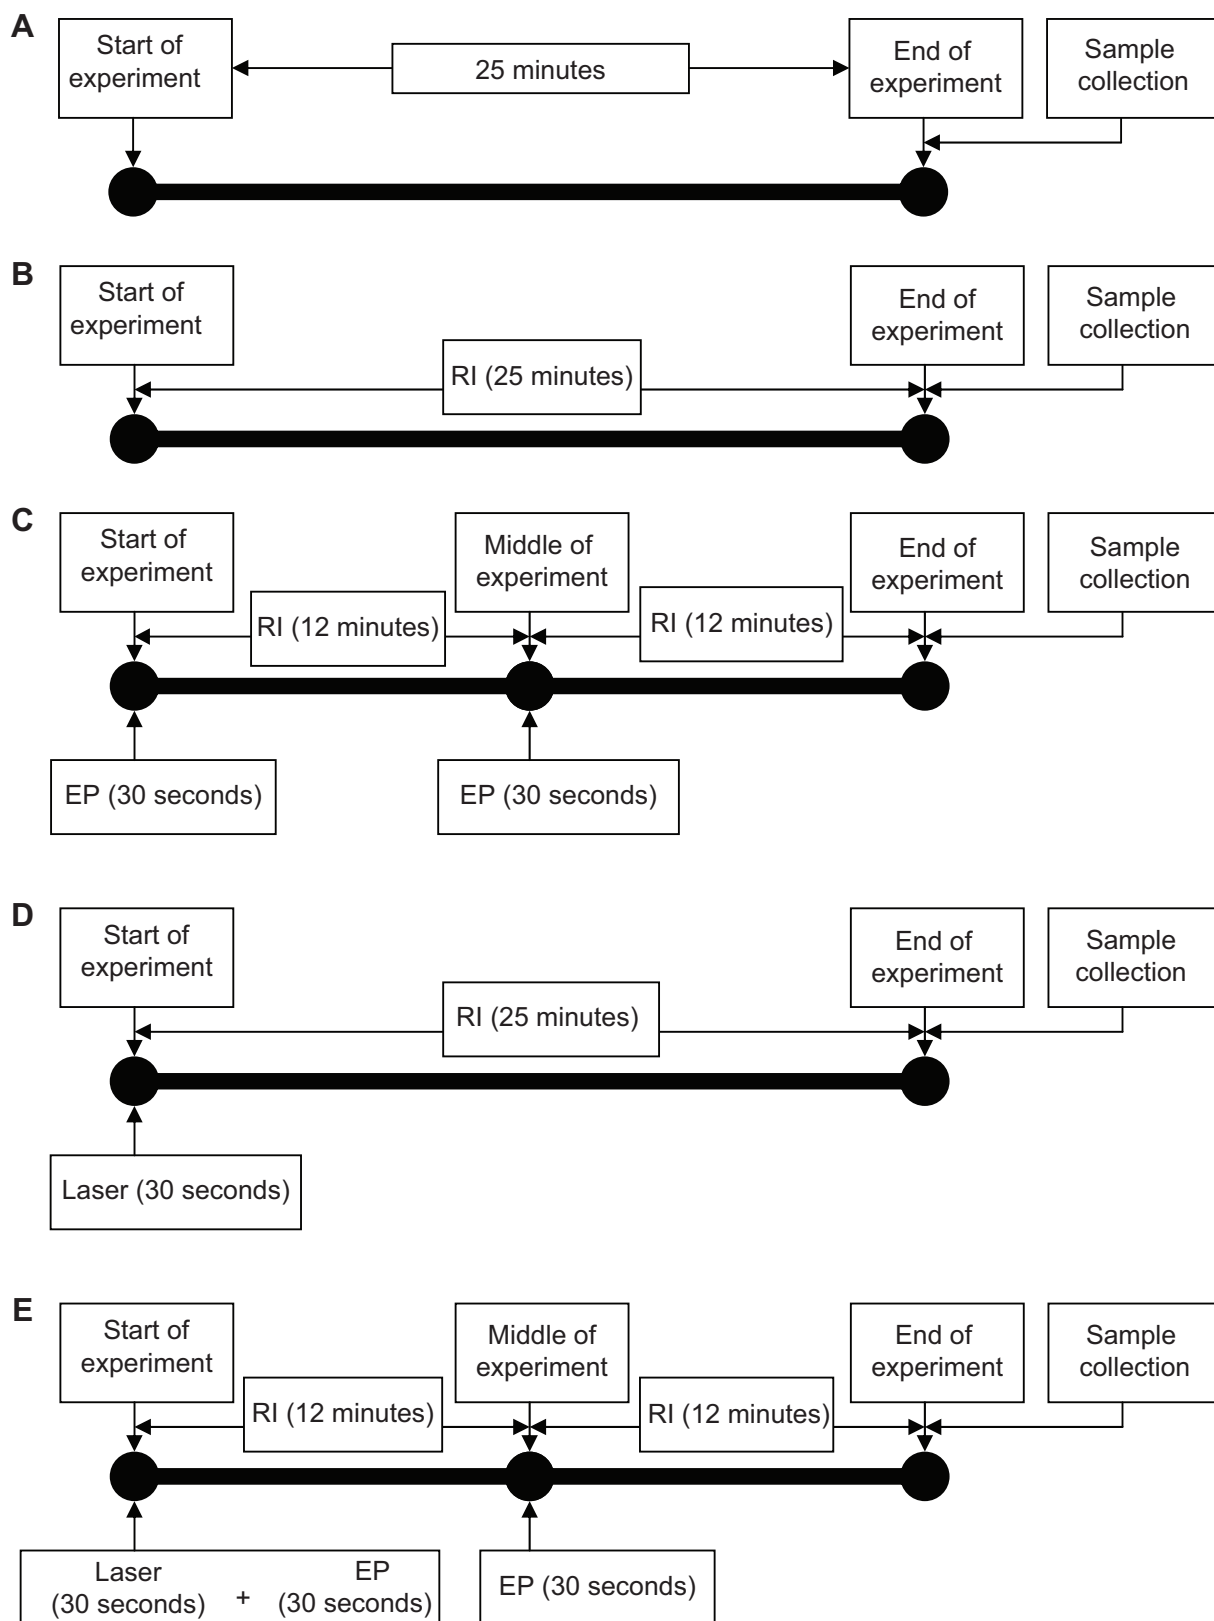 A
Start of
experiment
25 minutes
End of
experiment
Sample
collection
B
Start of
experiment
RI (25 minutes)
End of
experiment
Sample
collection
C
Start of
experiment
RI (12 minutes)
Middle of
experiment
RI (12 minutes)
End of
experiment
Sample
collection
EP (30 seconds)
EP (30 seconds)
D
Start of
experiment
RI (25 minutes)
End of
experiment
Sample
collection
Laser (30 seconds)
E
Start of
experiment
RI (12 minutes)
Middle of
experiment
RI (12 minutes)
End of
experiment
Sample
collection
Laser
(30 seconds)
+
EP
(30 seconds)
EP (30 seconds)